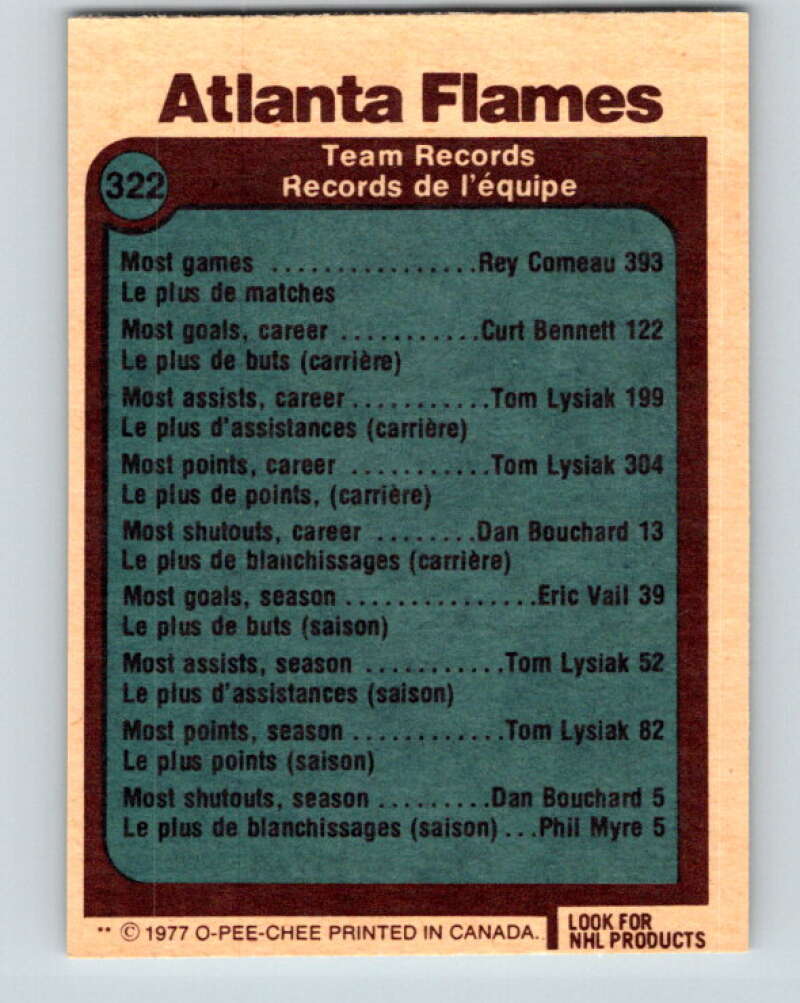 Atlanta Flames
322
Team Records
Records de l'équipe
Most games ................Rey Comeau 393
Le plus de matches
Most goals, career ...........Curt Bennett 122
Le plus de buts (carrière)
Most assists, career...........Tom Lysiak 199
Le plus d'assistances (carrière)
Most points, career ...........Tom Lysiak 304
Le plus de points, (carrière)
Most shutouts, career ........Dan Bouchard 13
Le plus de blanchissages (carrière)
Most goals, season ...............Eric Vail 39
Le plus de buts (saison)
Most assists, season ...........Tom Lysiak 52
Le plus d'assistances (saison)
Most points, season ............Tom Lysiak 82
Le plus points (saison)
Most shutouts, season .........Dan Bouchard 5
Le plus de blanchissages (saison)...Phil Myre 5
** © 1977 O-PEE-CHEE PRINTED IN CANADA.
LOOK FOR
NHL PRODUCTS